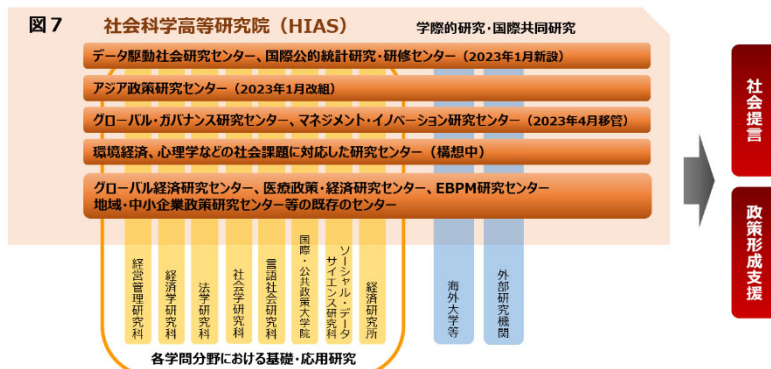 図7
社会科学高等研究院（HIAS）
学際的研究・国際共同研究
データ駆動社会研究センター、国際公的統計研究・研修センター（2023年1月新設）
アジア政策研究センター（2023年1月改組）
グローバル・ガバナンス研究センター、マネジメント・イノベーション研究センター（2023年4月移管）
環境経済、心理学などの社会課題に対応した研究センター（構想中）
グローバル経済研究センター、医療政策・経済研究センター、EBPM研究センター
地域・中小企業政策研究センター等の既存のセンター
経営管理研究科
経済学研究科
法学研究科
社会学研究科
言語社会研究科
国際・公共政策大学院
ソーシャル・データ
サイエンス研究科
経済研究所
海外大学等
外部研究機関
各学問分野における基礎・応用研究
社会提言
政策形成支援